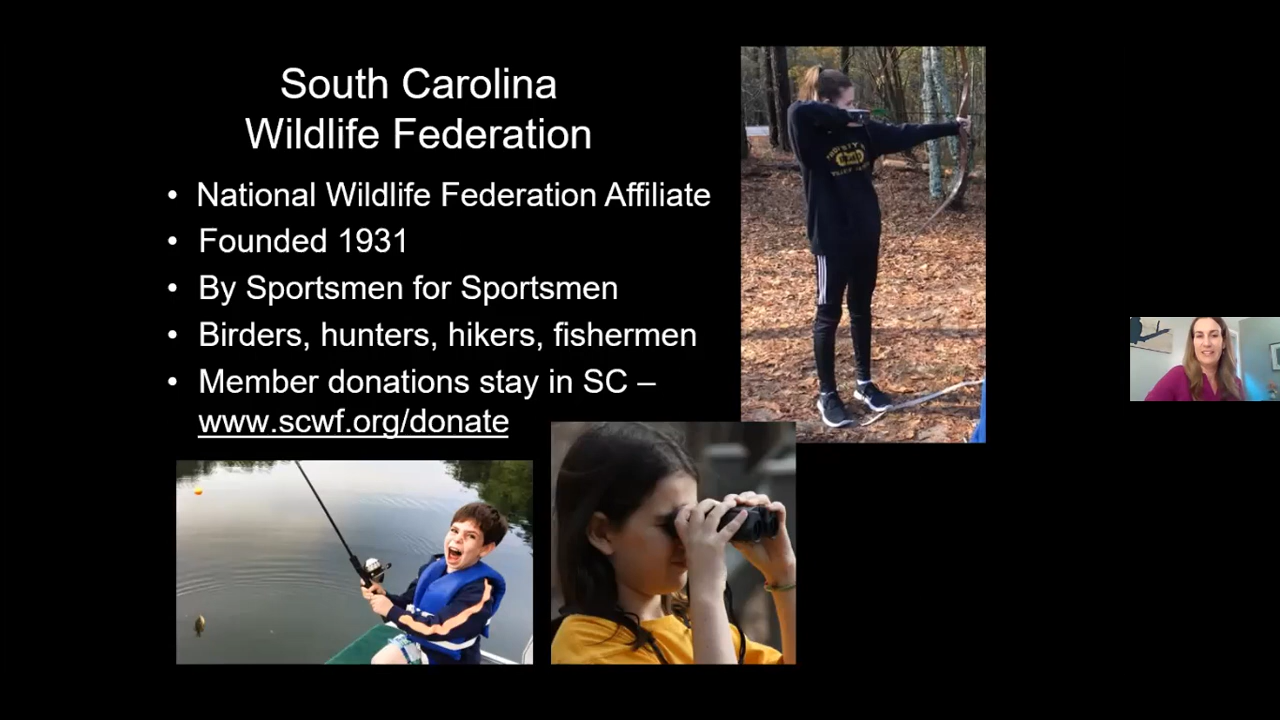 South Carolina
Wildlife Federation
• National Wildlife Federation Affiliate
• Founded 1931
• By Sportsmen for Sportsmen
• Birders, hunters, hikers, fishermen
• Member donations stay in SC –
www.scwf.org/donate